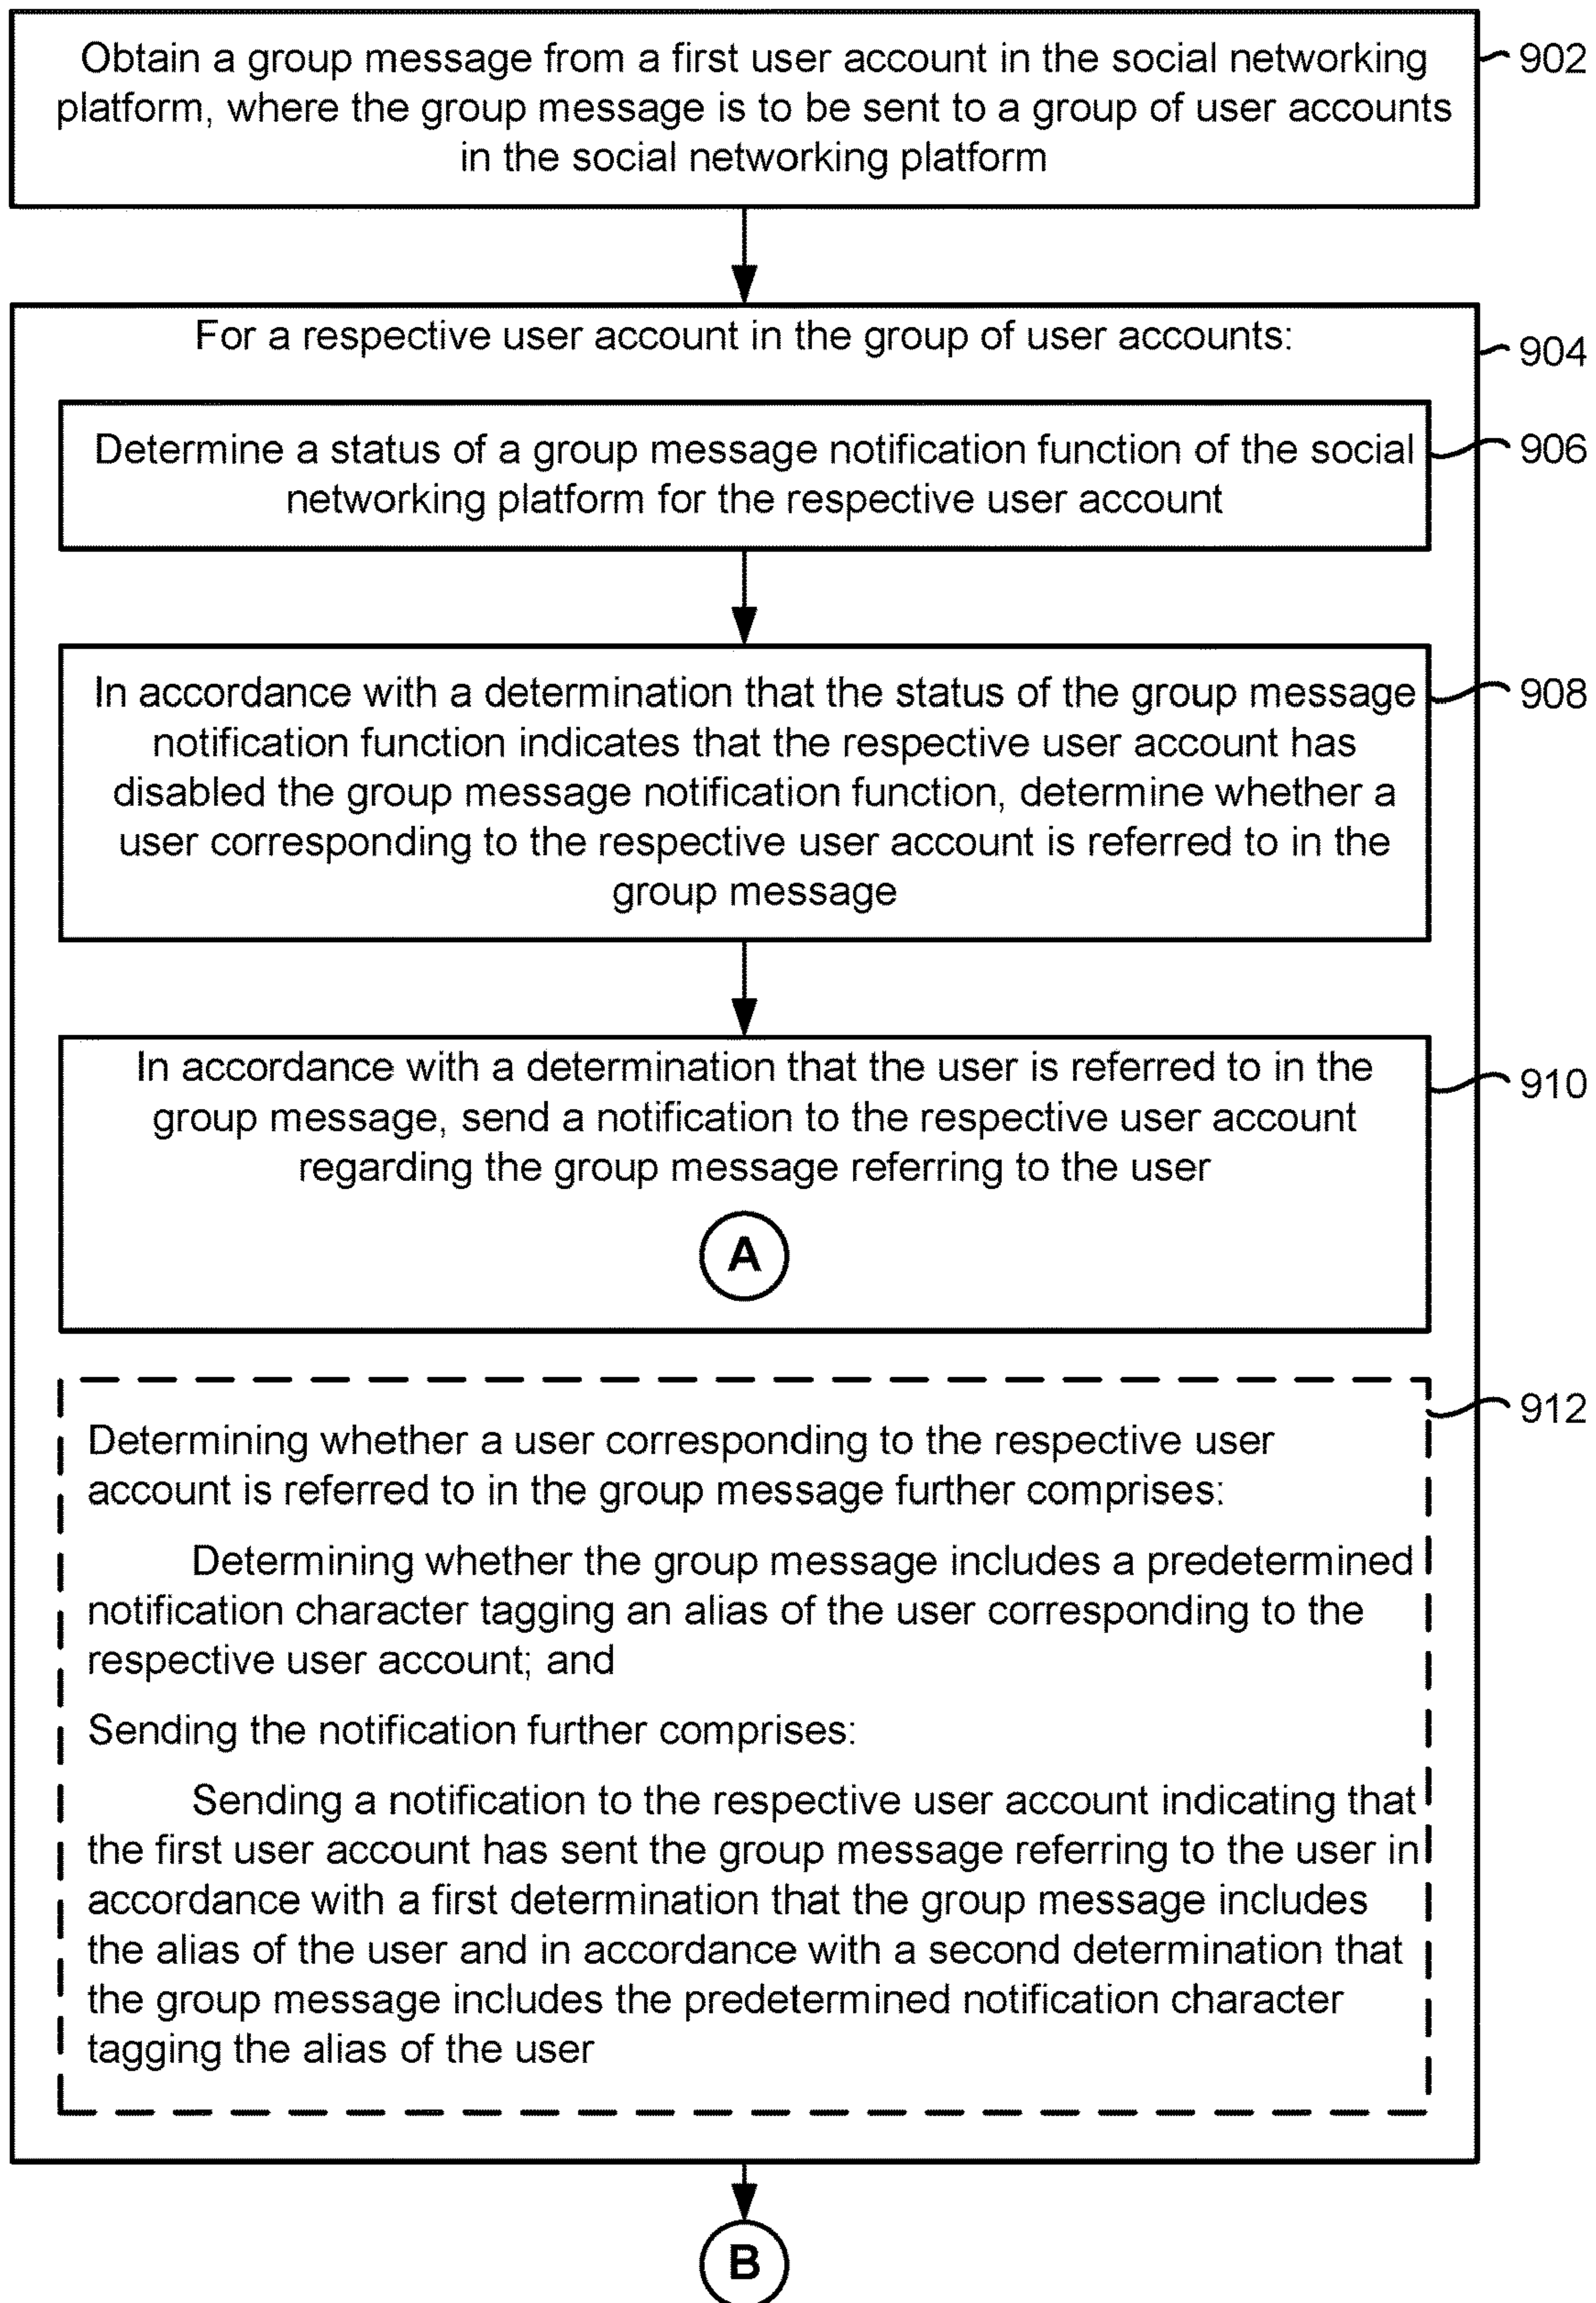 Obtain a group message from a first user account in the social networking
platform, where the group message is to be sent to a group of user accounts
in the social networking platform
902
For a respective user account in the group of user accounts:
904
Determine a status of a group message notification function of the social
networking platform for the respective user account
906
In accordance with a determination that the status of the group message
notification function indicates that the respective user account has
disabled the group message notification function, determine whether a
user corresponding to the respective user account is referred to in the
group message
908
In accordance with a determination that the user is referred to in the
group message, send a notification to the respective user account
regarding the group message referring to the user
910
A
912
Determining whether a user corresponding to the respective user
account is referred to in the group message further comprises:
Determining whether the group message includes a predetermined
notification character tagging an alias of the user corresponding to the
respective user account; and
Sending the notification further comprises:
Sending a notification to the respective user account indicating that
the first user account has sent the group message referring to the user in
accordance with a first determination that the group message includes
the alias of the user and in accordance with a second determination that
the group message includes the predetermined notification character
tagging the alias of the user
B